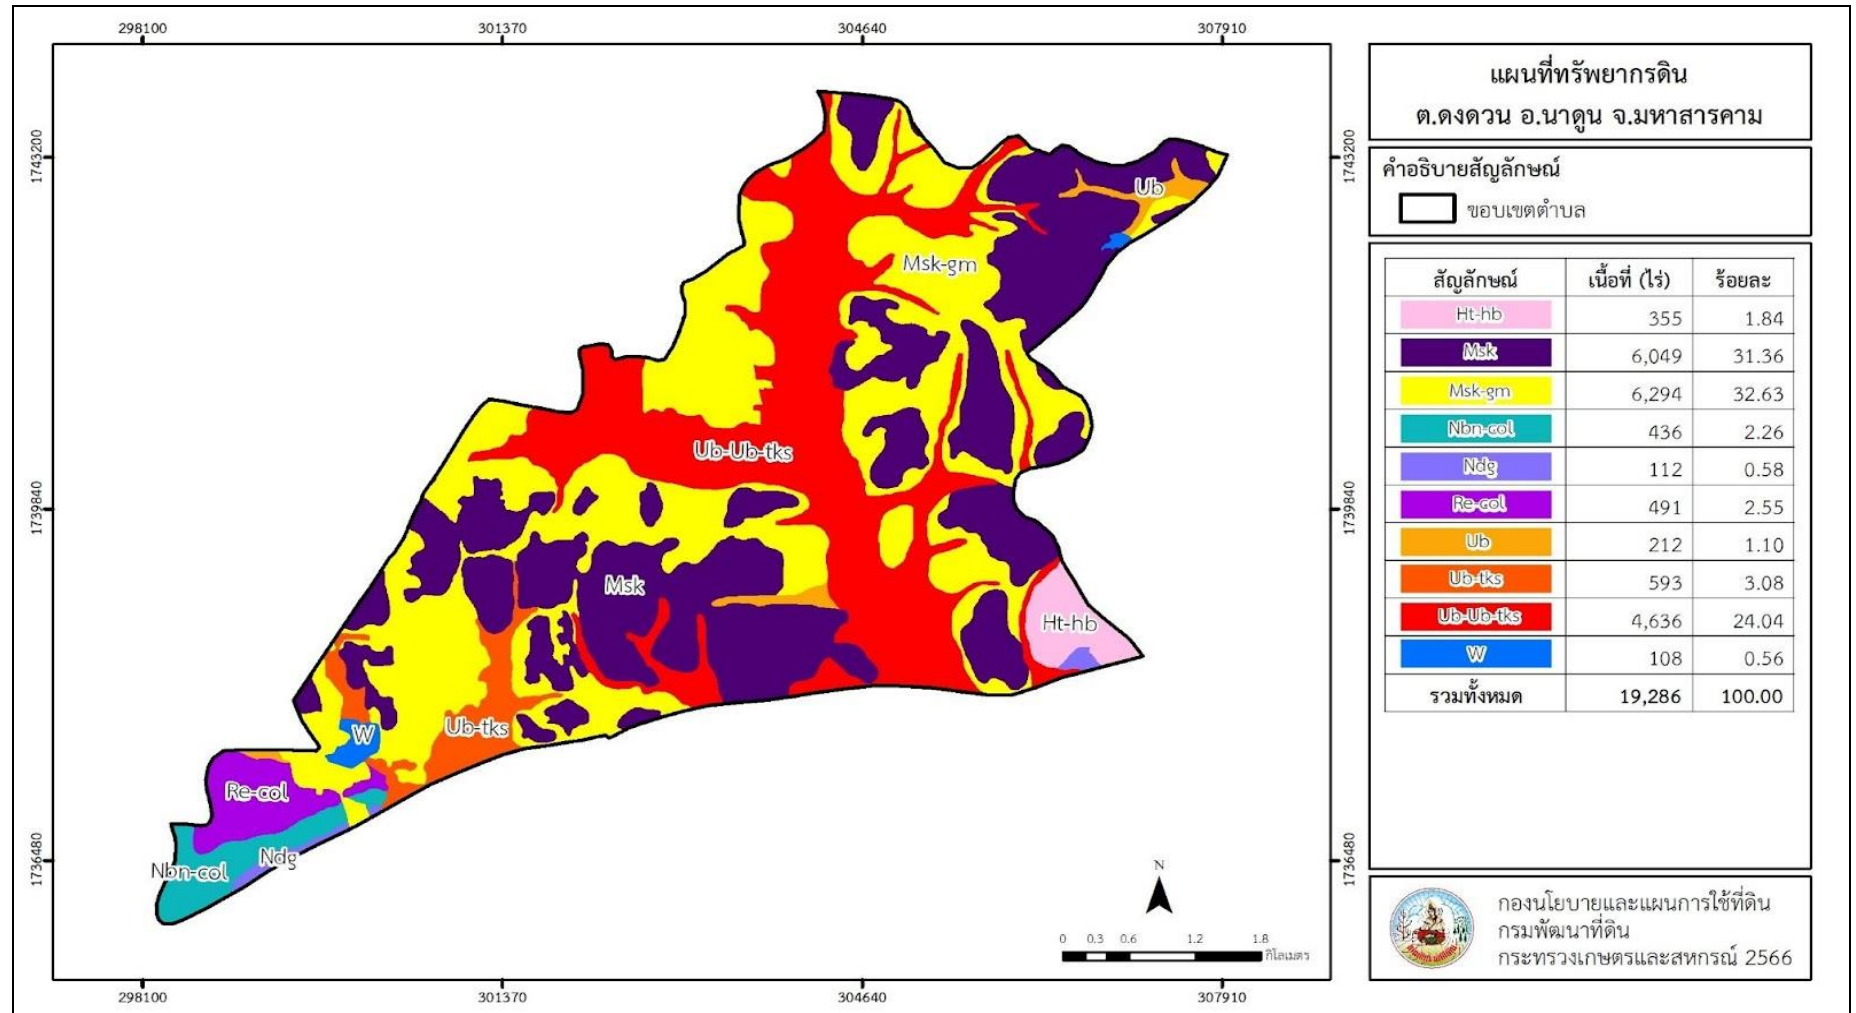 298100
301370
304640
307910
1743200
1739840
1736480
1743200
1739840
1736480
Ub
Msk-gm
Ub-Ub-tks
Msk
Ht-hb
W
Ub-tks
Re-col
Ndg
Nbn-col
N
0 0.3 0.6 1.2 1.8
กิโลเมตร
298100
301370
304640
307910
แผนที่ทรัพยากรดิน
ต.ดงดวน อ.นาดูน จ.มหาสารคาม
คำอธิบายสัญลักษณ์
ขอบเขตตำบล
สัญลักษณ์ เนื้อที่ (ไร่) ร้อยละ
Ht-hb 355 1.84
Msk 6,049 31.36
Msk-gm 6,294 32.63
Nbn-col 436 2.26
Ndg 112 0.58
Re-col 491 2.55
Ub 212 1.10
Ub-tks 593 3.08
Ub-Ub-tks 4,636 24.04
W 108 0.56
รวมทั้งหมด 19,286 100.00
กองนโยบายและแผนการใช้ที่ดิน
กรมพัฒนาที่ดิน
กระทรวงเกษตรและสหกรณ์ 2566